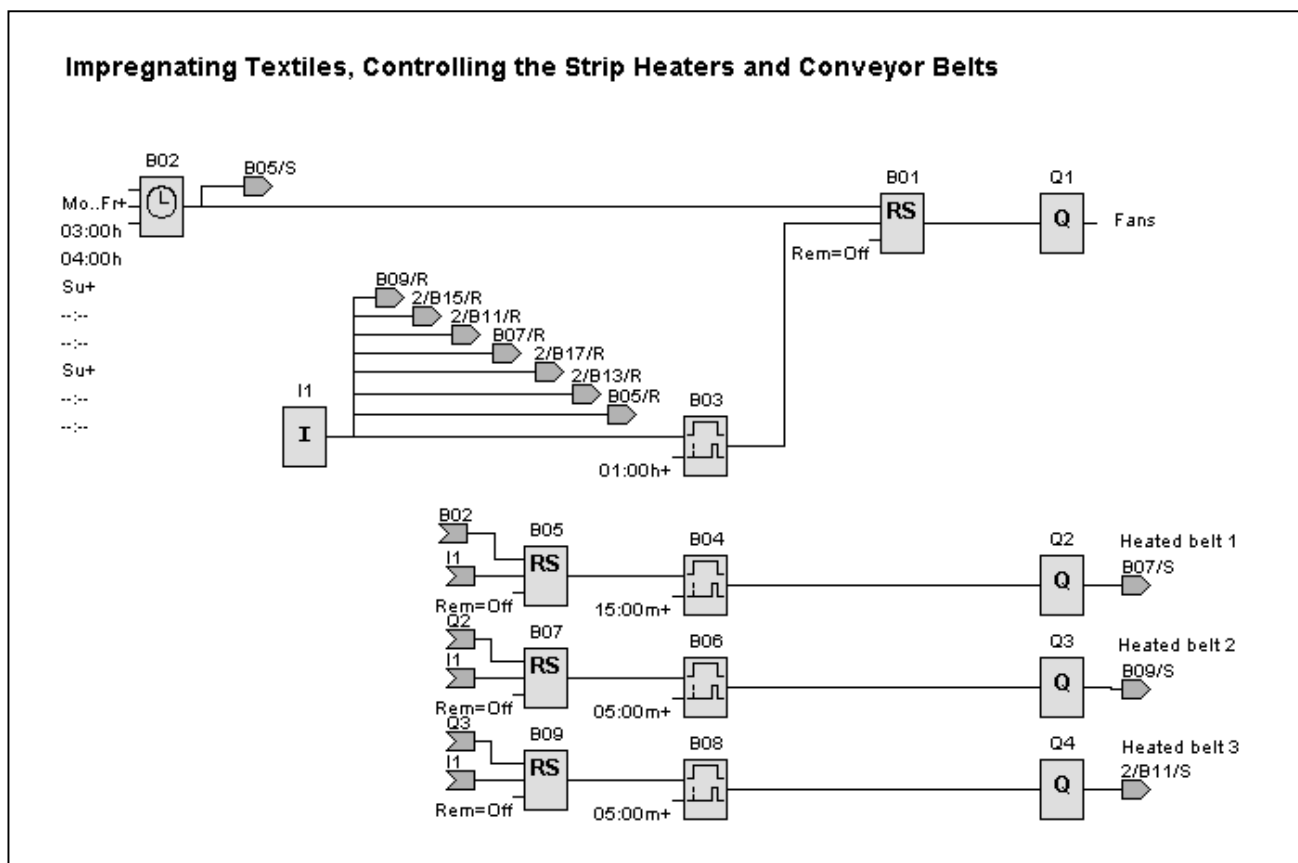 Impregnating Textiles, Controlling the Strip Heaters and Conveyor Belts
B02
B05/S
B01
Q1
RS
Q
Fans
Mo..Fr+
03:00h
04:00h
Su+
--:--
--:--
Su+
--:--
--:--
Rem=Off
B09/R
2/B15/R
2/B11/R
B07/R
2/B17/R
2/B13/R
B05/R
I1
I
B03
01:00h+
B02
I1
Rem=Off
B05
RS
B04
15:00m+
Q2
Q
Heated belt 1
B07/S
Q2
I1
Rem=Off
B07
RS
B06
05:00m+
Q3
Q
Heated belt 2
B09/S
Q3
I1
Rem=Off
B09
RS
B08
05:00m+
Q4
Q
Heated belt 3
2/B11/S